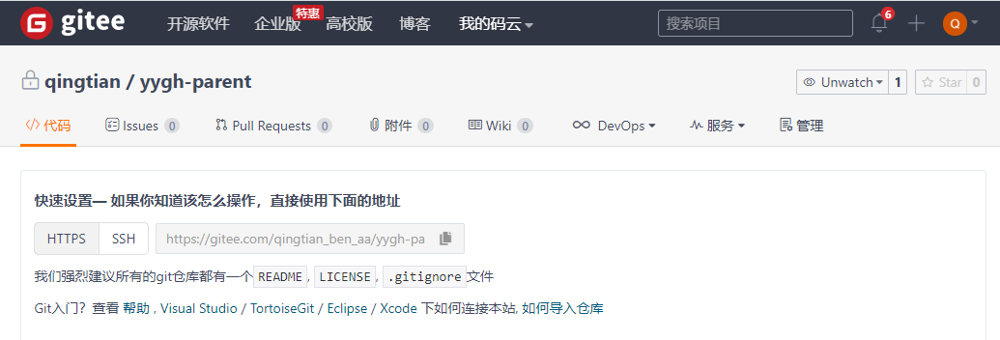 gitee 开源软件 企业版 特惠 高校版 博客 我的码云 搜索项目 6 Q
qingtian / yygh-parent Unwatch 1 Star 0
代码 Issues 0 Pull Requests 0 附件 0 Wiki 0 DevOps 服务 管理
快速设置— 如果你知道该怎么操作，直接使用下面的地址
HTTPS SSH https://gitee.com/qingtian_ben_aa/yygh-pa
我们强烈建议所有的git仓库都有一个 README , LICENSE , .gitignore 文件
Git入门？查看 帮助 , Visual Studio / TortoiseGit / Eclipse / Xcode 下如何连接本站, 如何导入仓库